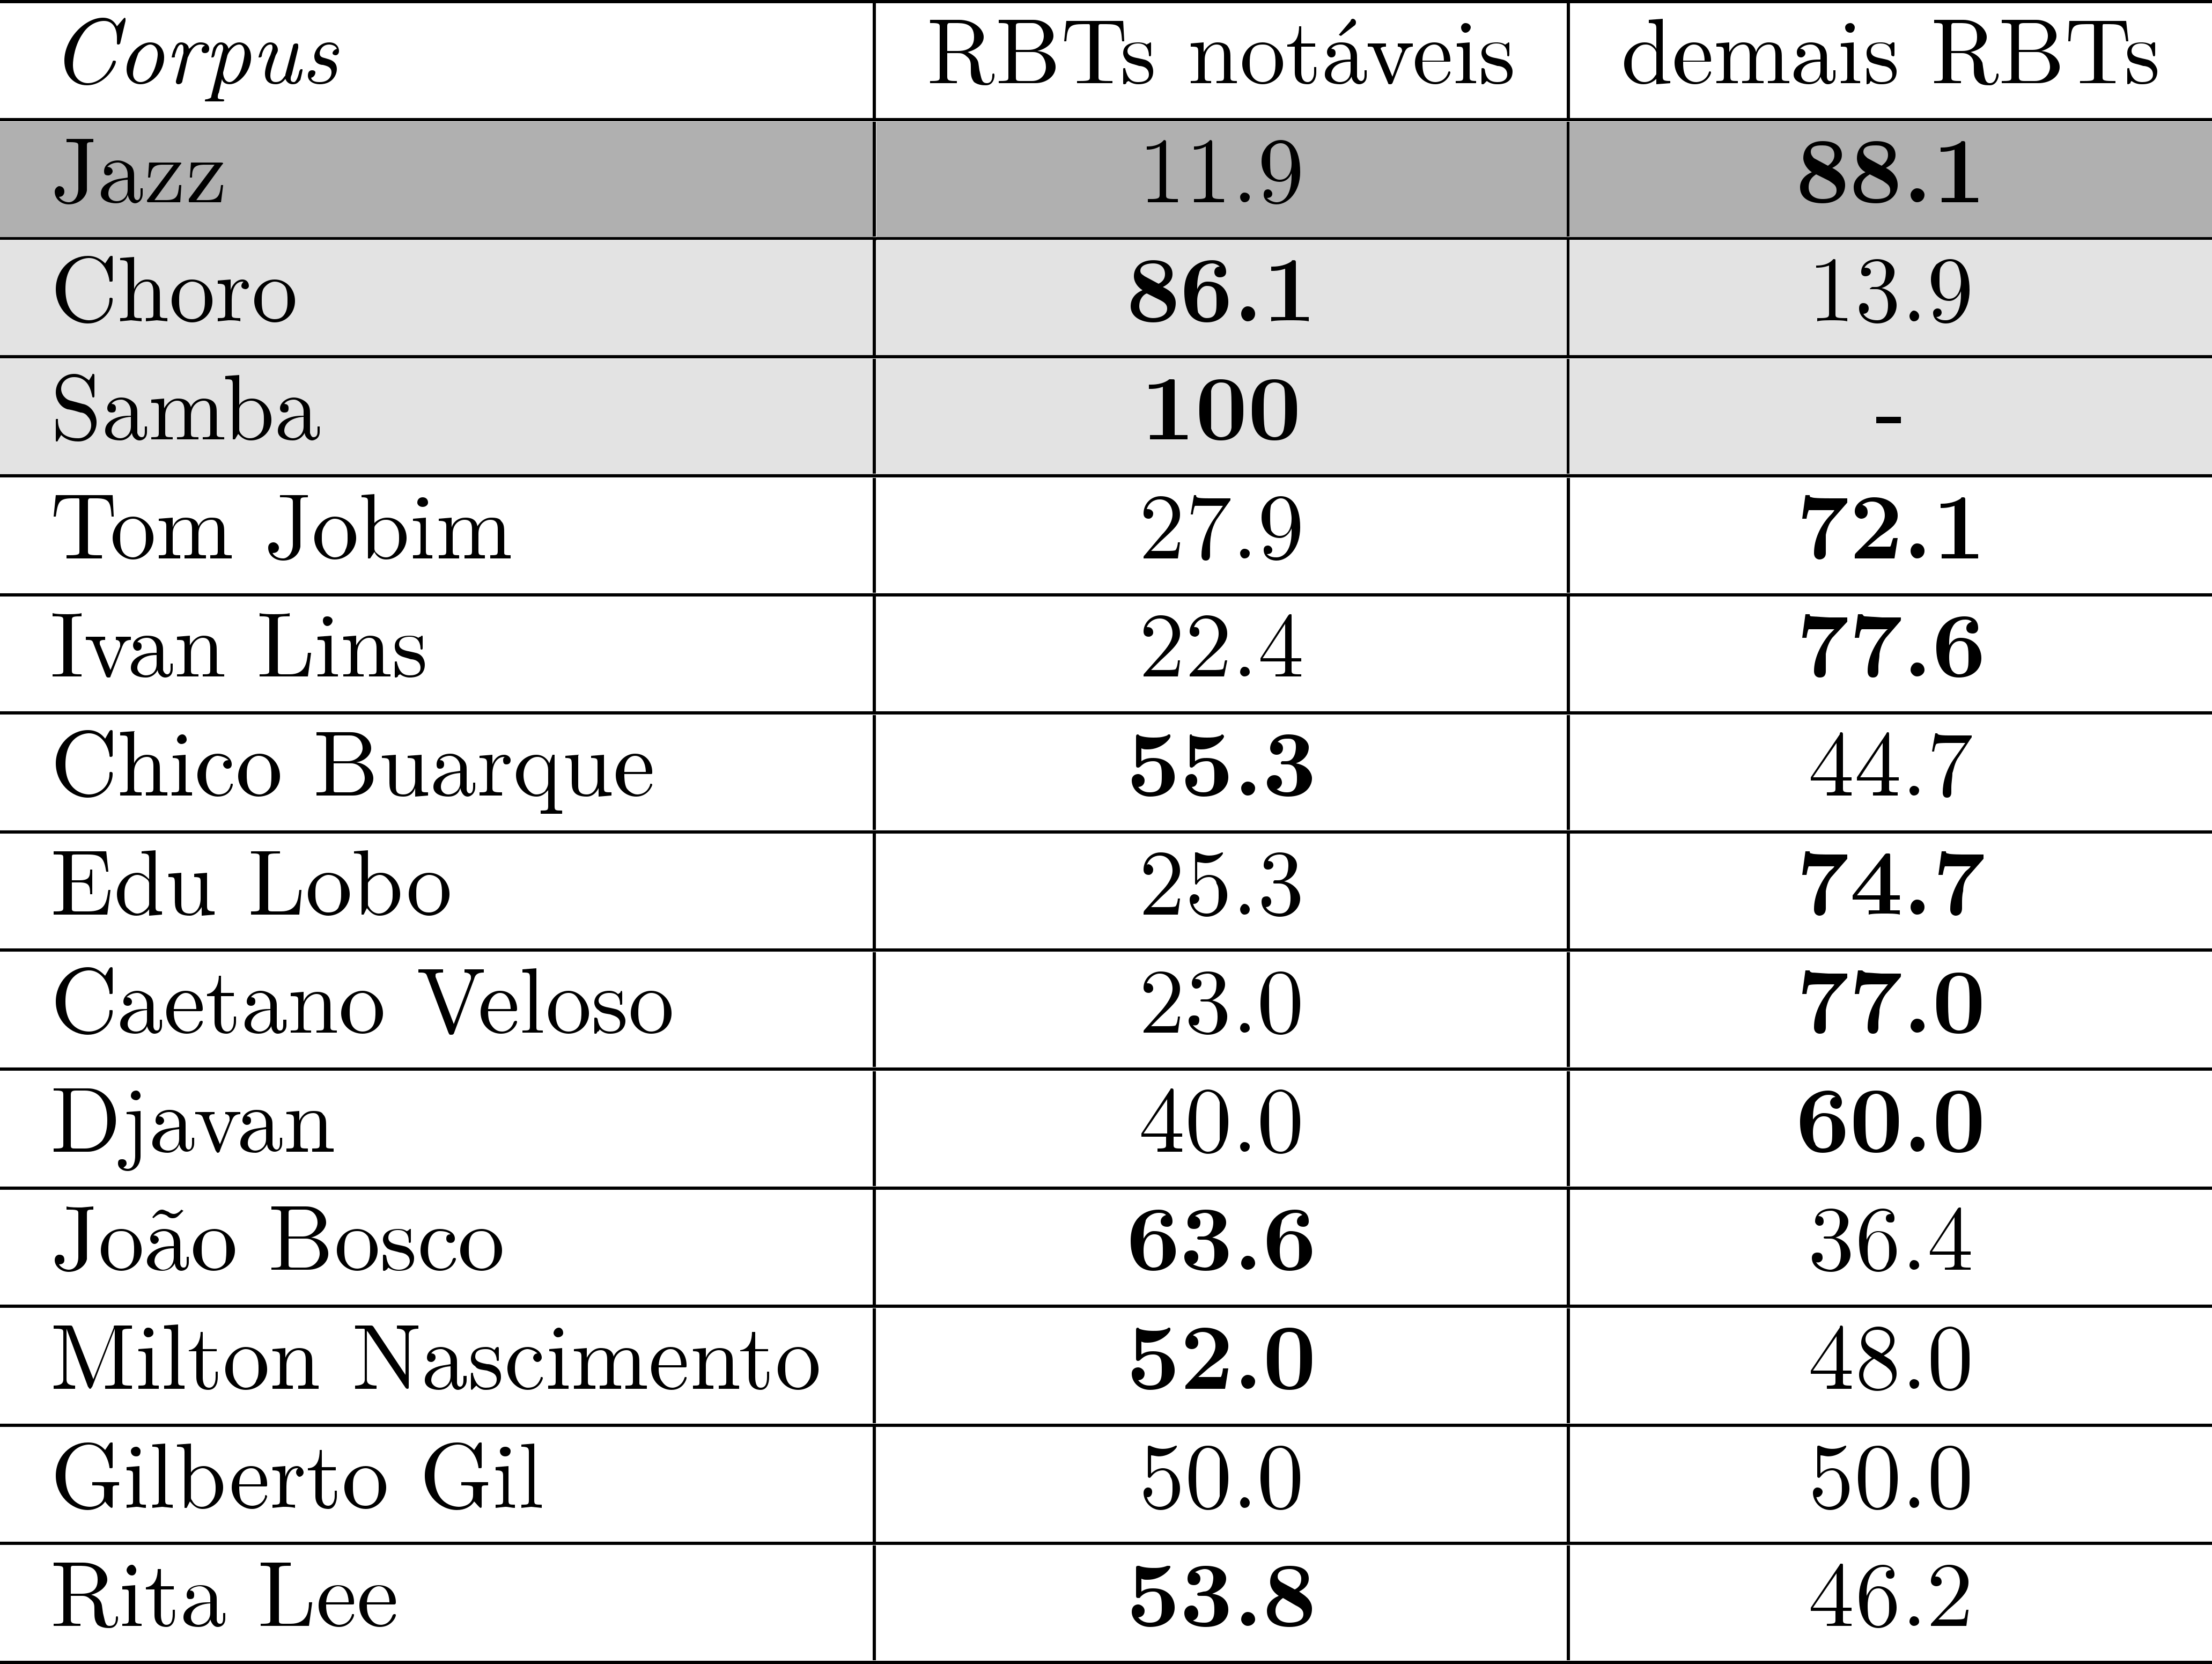 Corpus RBTs notáveis demais RBTs
Jazz 11.9 88.1
Choro 86.1 13.9
Samba 100 -
Tom Jobim 27.9 72.1
Ivan Lins 22.4 77.6
Chico Buarque 55.3 44.7
Edu Lobo 25.3 74.7
Caetano Veloso 23.0 77.0
Djavan 40.0 60.0
João Bosco 63.6 36.4
Milton Nascimento 52.0 48.0
Gilberto Gil 50.0 50.0
Rita Lee 53.8 46.2